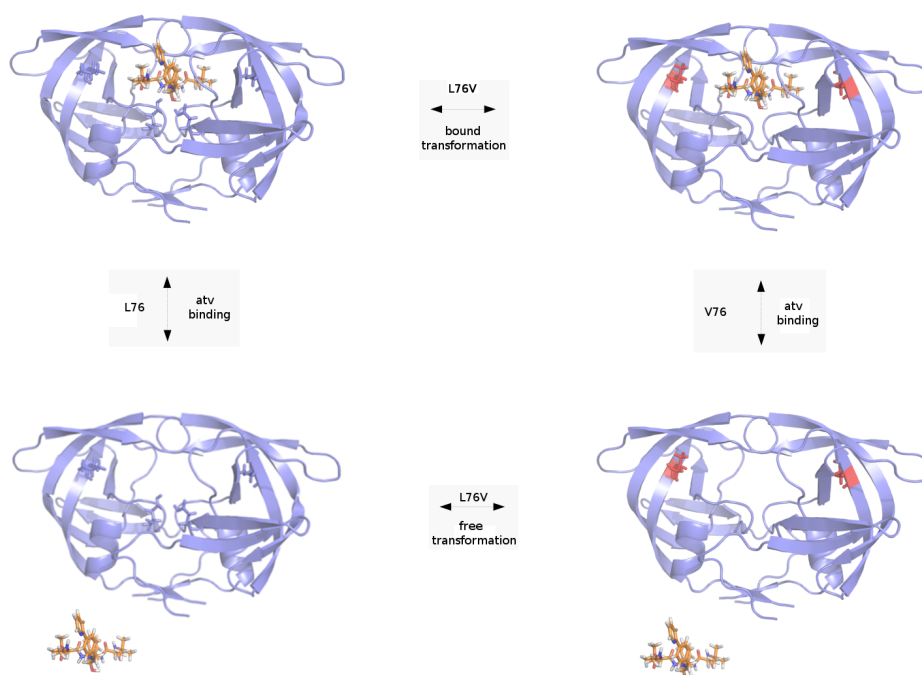 L76V
bound
transformation
L76
atv
binding
V76
atv
binding
L76V
free
transformation